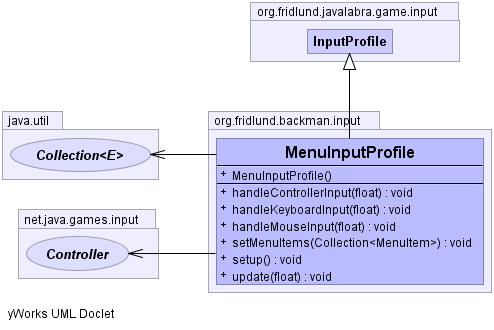 org.fridlund.javalabra.game.input
InputProfile
java.util
Collection<E>
org.fridlund.backman.input
MenuInputProfile
+ MenuInputProfile()
+ handleControllerInput(float) : void
+ handleKeyboardInput(float) : void
+ handleMouseInput(float) : void
+ setMenuItems(Collection<MenuItem>) : void
+ setup() : void
+ update(float) : void
net.java.games.input
Controller
yWorks UML Doclet